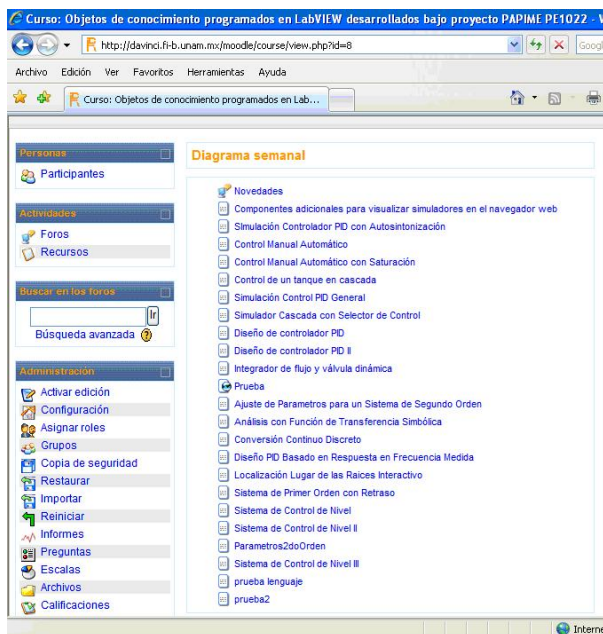 Curso: Objetos de conocimiento programados en LabVIEW desarrollados bajo proyecto PAPIME PE1022 -
http://davinci.fi-b.unam.mx/moodle/course/view.php?id=8
Googl
Archivo Edición Ver Favoritos Herramientas Ayuda
Curso: Objetos de conocimiento programados en Lab...
Personas
Participantes
Actividades
Foros
Recursos
Buscar en los foros
Ir
Búsqueda avanzada ?
Administración
Activar edición
Configuración
Asignar roles
Grupos
Copia de seguridad
Restaurar
Importar
Reiniciar
Informes
Preguntas
Escalas
Archivos
Calificaciones
Diagrama semanal
Novedades
Componentes adicionales para visualizar simuladores en el navegador web
SImulación Controlador PID con Autosintonización
Control Manual Automático
Control Manual Automático con Saturación
Control de un tanque en cascada
Simulación Control PID General
Simulador Cascada con Selector de Control
Diseño de controlador PID
Diseño de controlador PID II
Integrador de flujo y válvula dinámica
Prueba
Ajuste de Parametros para un Sistema de Segundo Orden
Análisis con Función de Transferencia Simbólica
Conversión Continuo Discreto
Diseño PID Basado en Respuesta en Frecuencia Medida
Localización Lugar de las Raices Interactivo
Sistema de Primer Orden con Retraso
Sistema de Control de Nivel
Sistema de Control de Nivel II
Parametros2doOrden
Sistema de Control de Nivel III
prueba lenguaje
prueba2
Interne